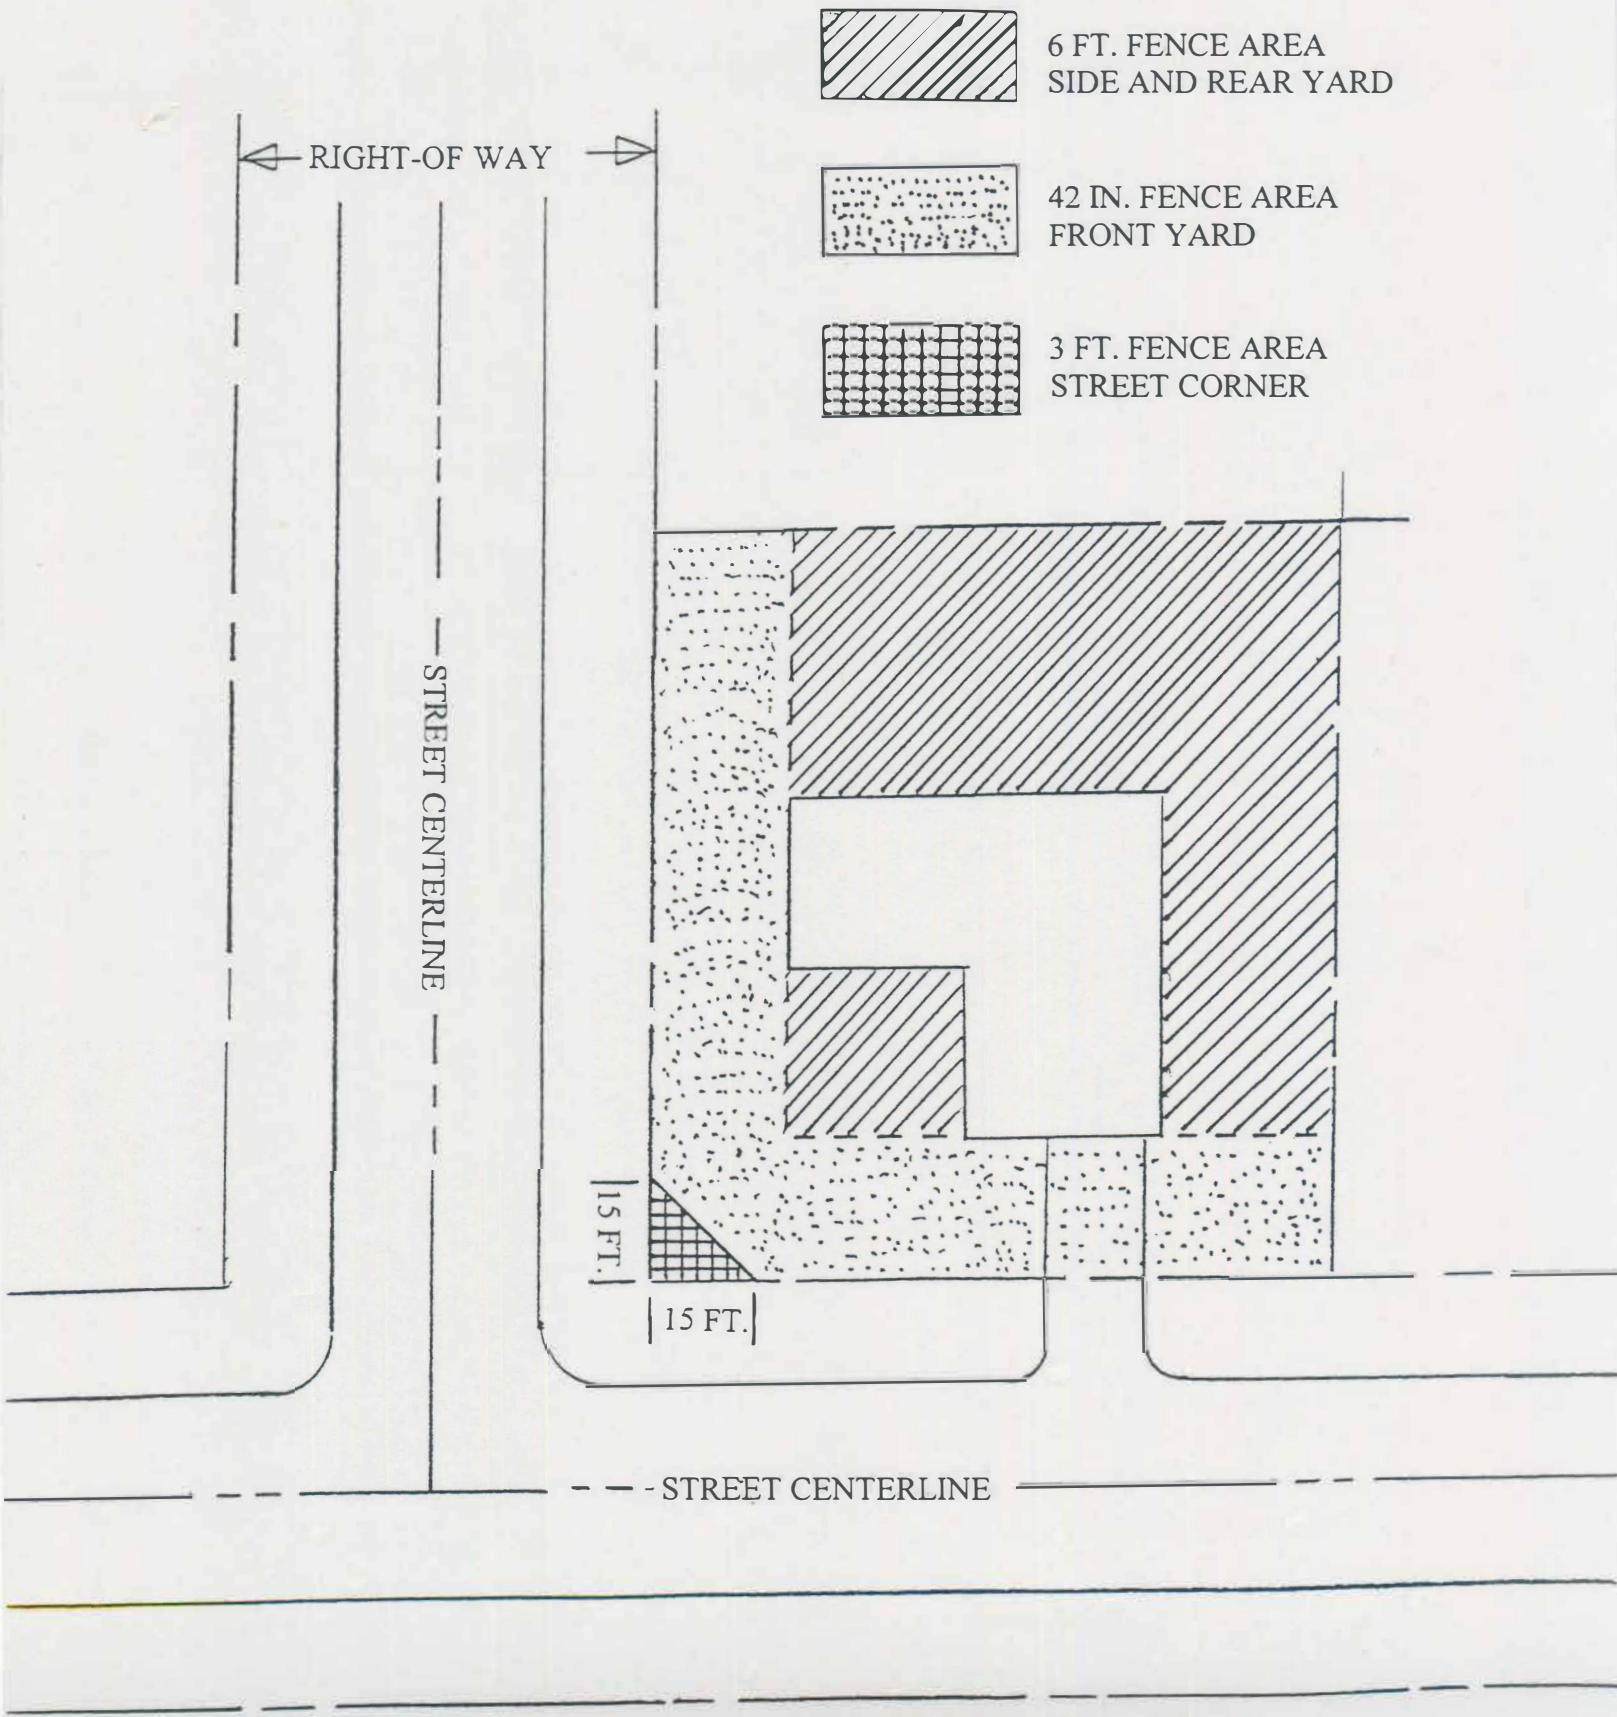 6 FT. FENCE AREA
SIDE AND REAR YARD
RIGHT-OF WAY
42 IN. FENCE AREA
FRONT YARD
3 FT. FENCE AREA
STREET CORNER
STREET CENTERLINE
15 FT.
15 FT.
STREET CENTERLINE